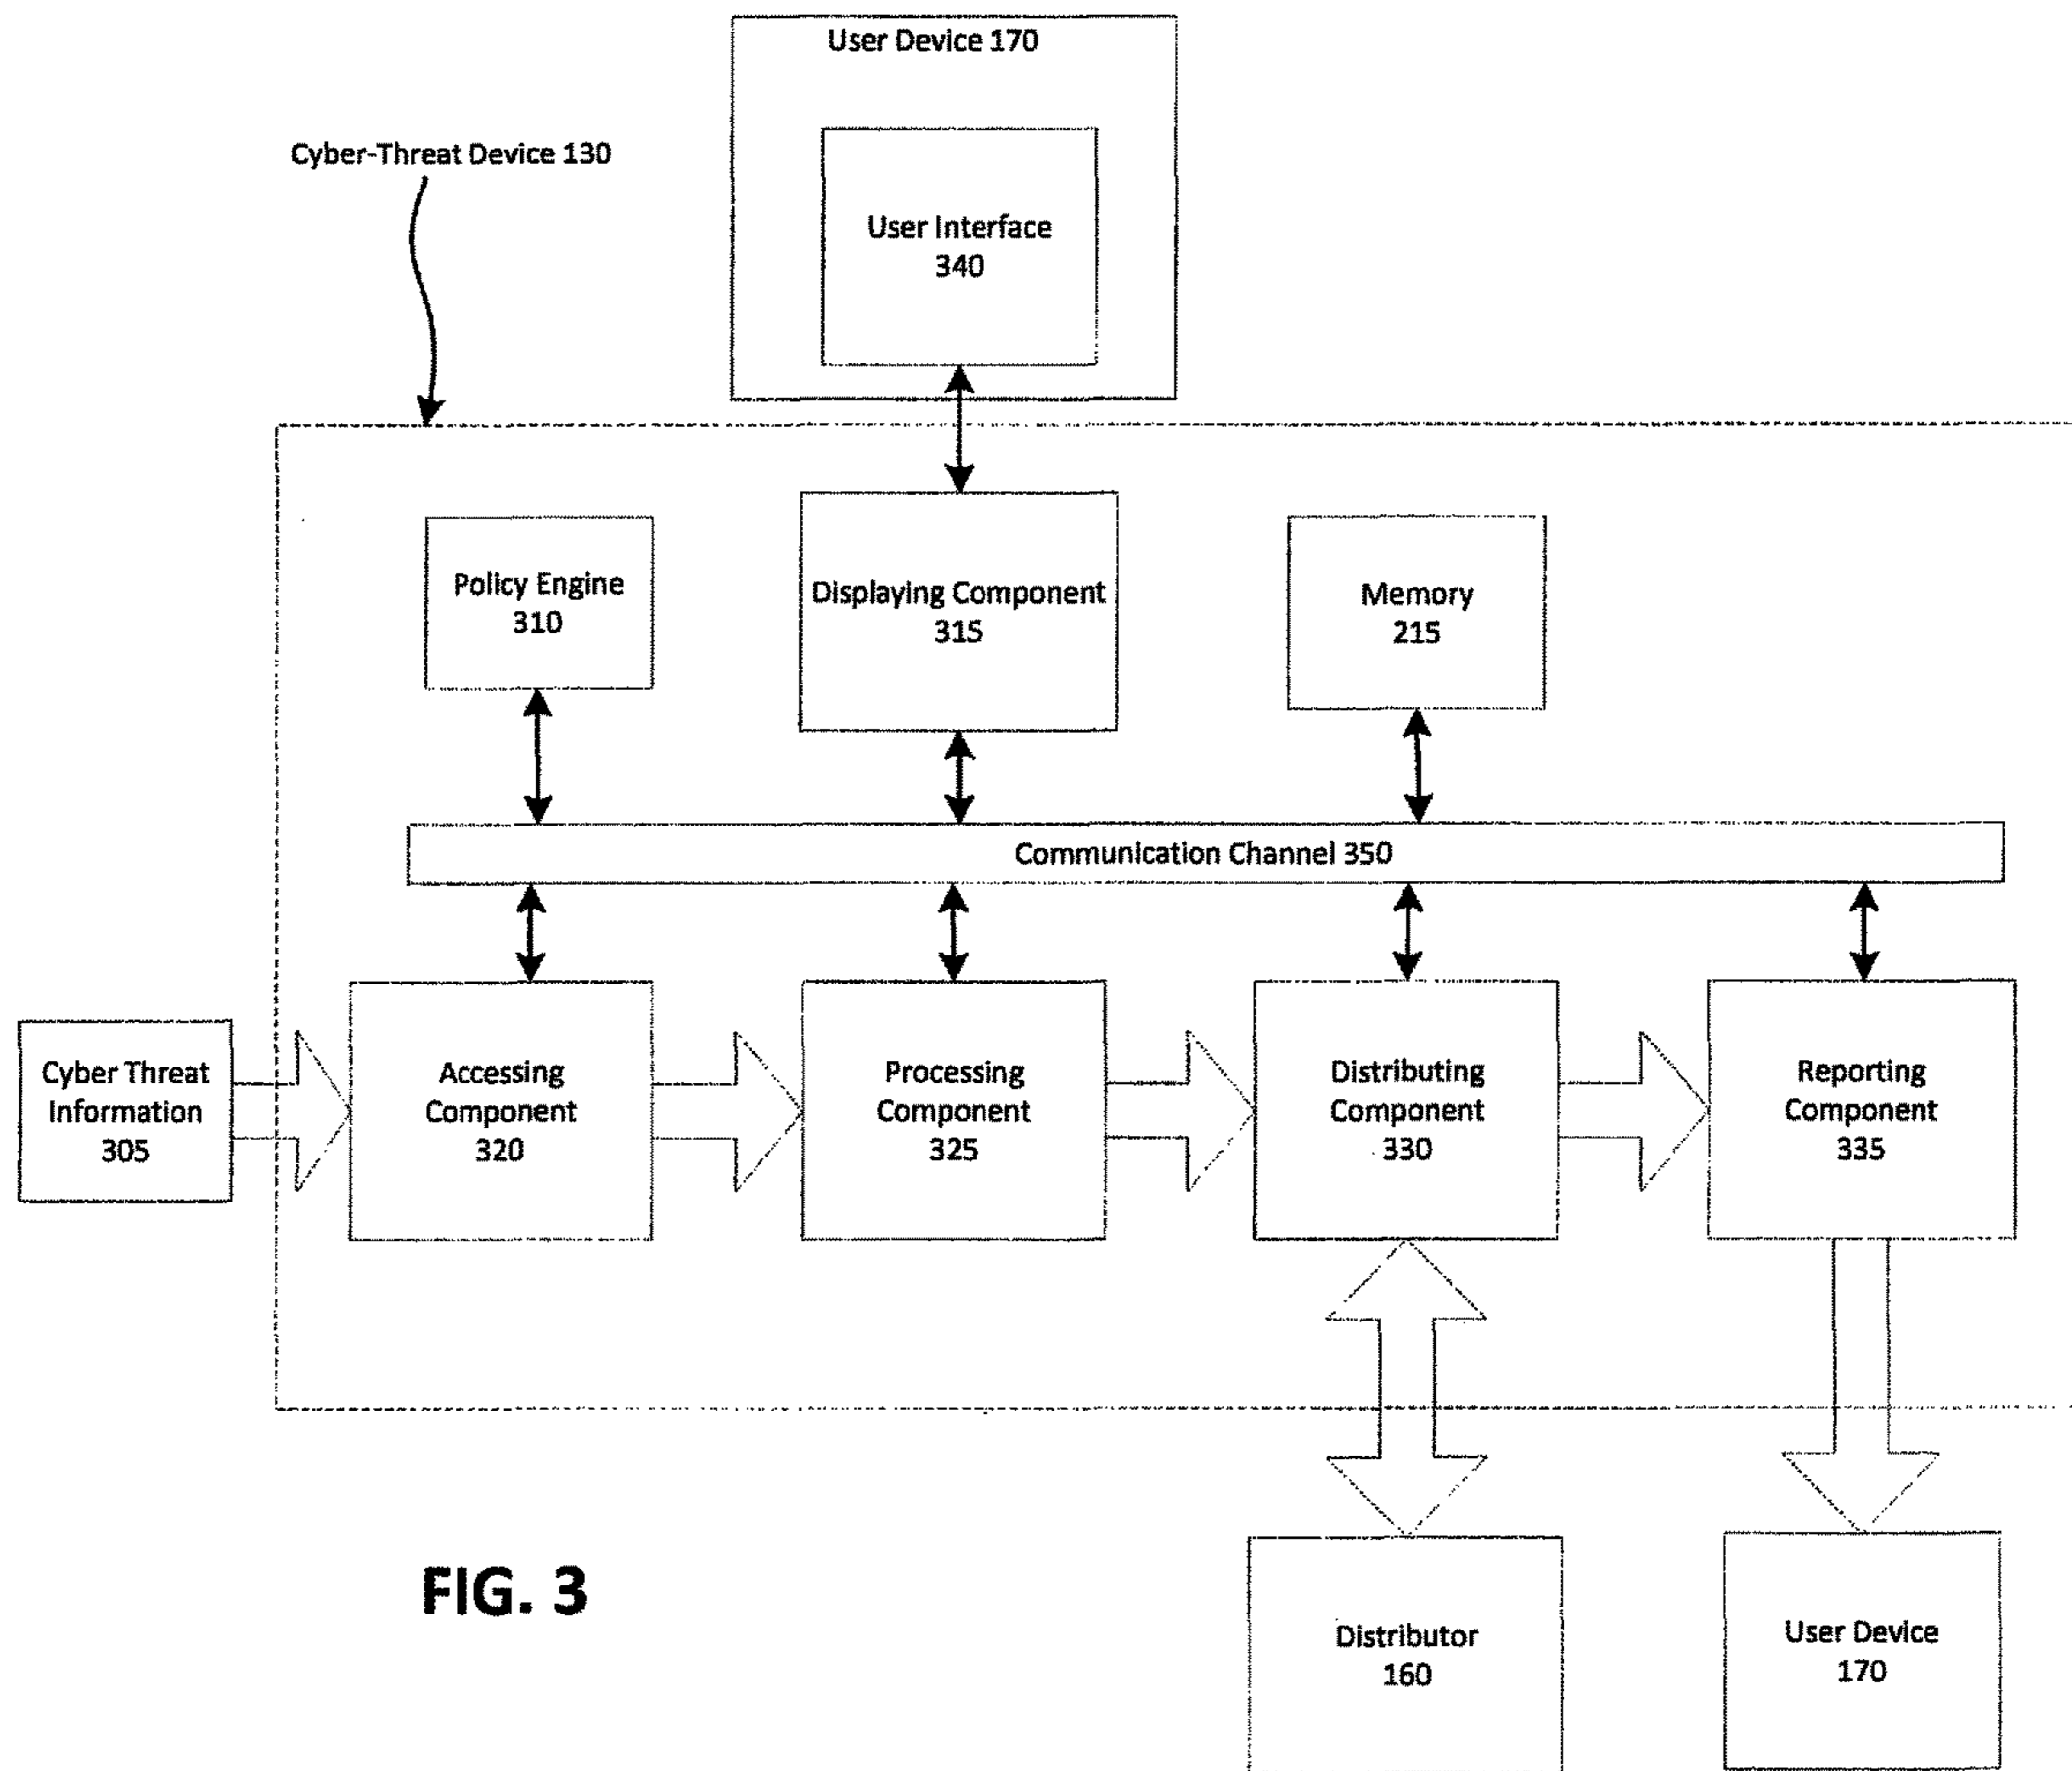 User Device 170
Cyber-Threat Device 130
User Interface
340
Policy Engine
310
Displaying Component
315
Memory
215
Communication Channel 350
Cyber Threat
Information
305
Accessing
Component
320
Processing
Component
325
Distributing
Component
330
Reporting
Component
335
FIG. 3
Distributor
160
User Device
170